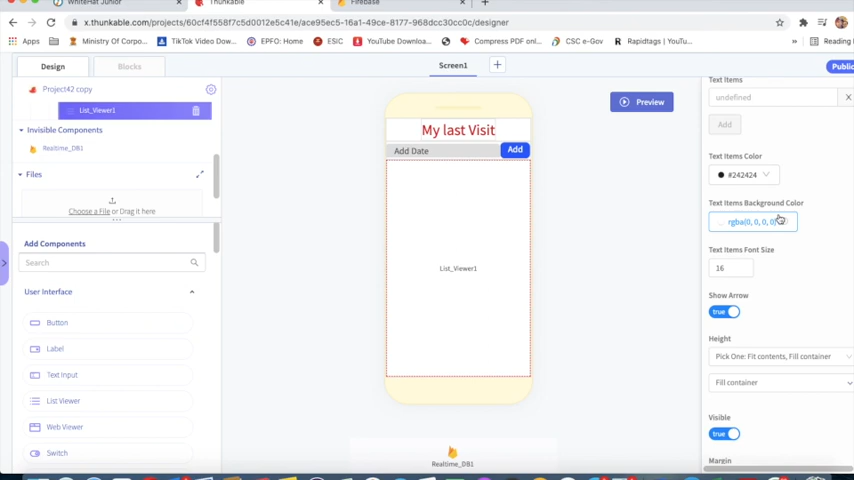 WhiteHat Junior
Thunkable
Firebase
x.thunkable.com/projects/60cf4558f7c5d0012e5c41e/ace95ec5-16a1-49ce-8177-968dcc30cc0c/designer
Apps
Ministry Of Corpo...
TikTok Video Dow...
EPFO: Home
ESIC
YouTube Downloa...
Compress PDF onl...
CSC e-Gov
Rapidtags | YouTu...
»
Reading
Design
Blocks
Screen1
+
Public
Project42 copy
List_Viewer1
Invisible Components
Realtime_DB1
Files
Choose a File or Drag it here
Add Components
Search
User Interface
Button
Label
Text Input
List Viewer
Web Viewer
Switch
Preview
My last Visit
Add Date
Add
List_Viewer1
Realtime_DB1
Text Items
undefined
Add
Text Items Color
#242424
Text Items Background Color
rgba(0, 0, 0, 0)
Text Items Font Size
16
Show Arrow
true
Height
Pick One: Fit contents, Fill container
Fill container
Visible
true
Margin